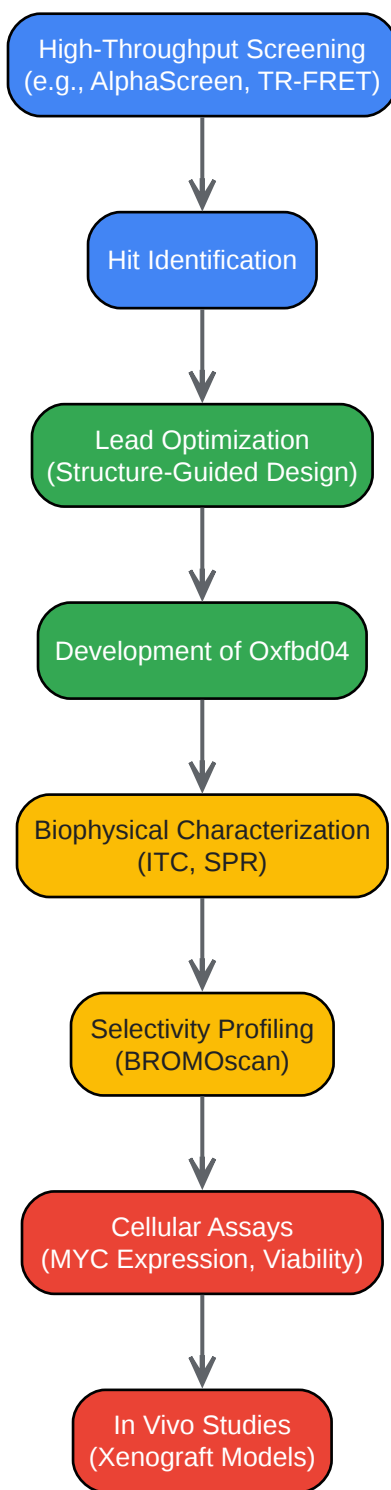 High-Throughput Screening
(e.g., AlphaScreen, TR-FRET)
Hit Identification
Lead Optimization
(Structure-Guided Design)
Development of Oxfbd04
Biophysical Characterization
(ITC, SPR)
Selectivity Profiling
(BROMOscan)
Cellular Assays
(MYC Expression, Viability)
In Vivo Studies
(Xenograft Models)